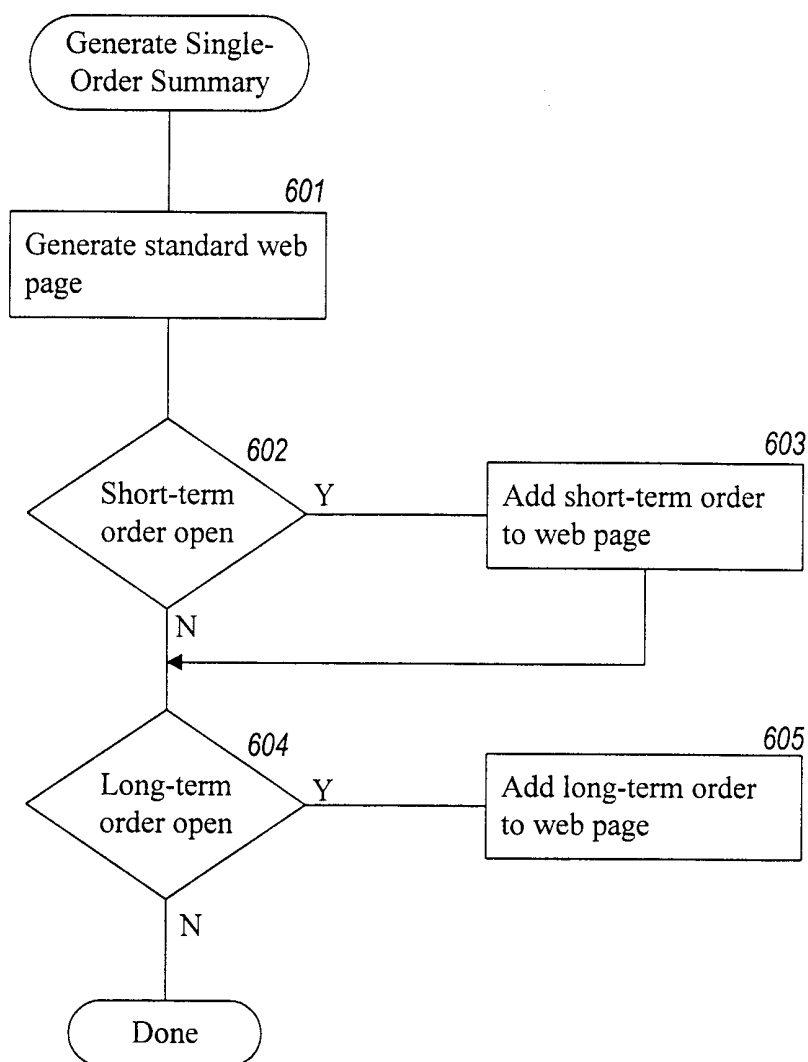 Generate Single-
Order Summary
601
Generate standard web
page
602
Short-term
order open
Y
603
Add short-term order
to web page
N
604
Long-term
order open
Y
605
Add long-term order
to web page
N
Done